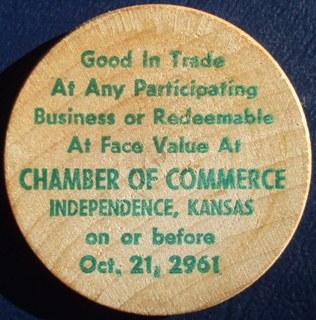 Good In Trade
At Any Participating
Business or Redeemable
At Face Value At
CHAMBER OF COMMERCE
INDEPENDENCE, KANSAS
on or before
Oct. 21, 2961